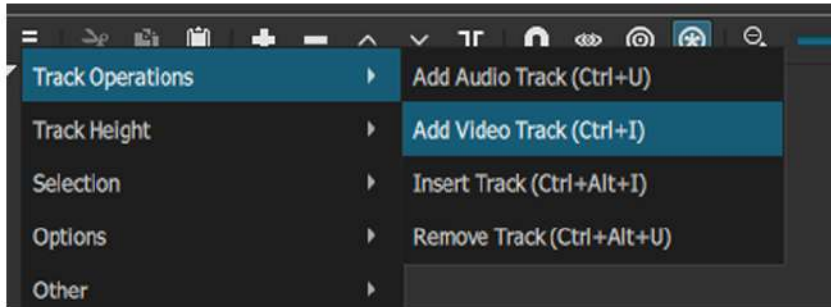 Track Operations
Add Audio Track (Ctrl+U)
Track Height
Add Video Track (Ctrl+I)
Selection
Insert Track (Ctrl+Alt+I)
Options
Remove Track (Ctrl+Alt+U)
Other